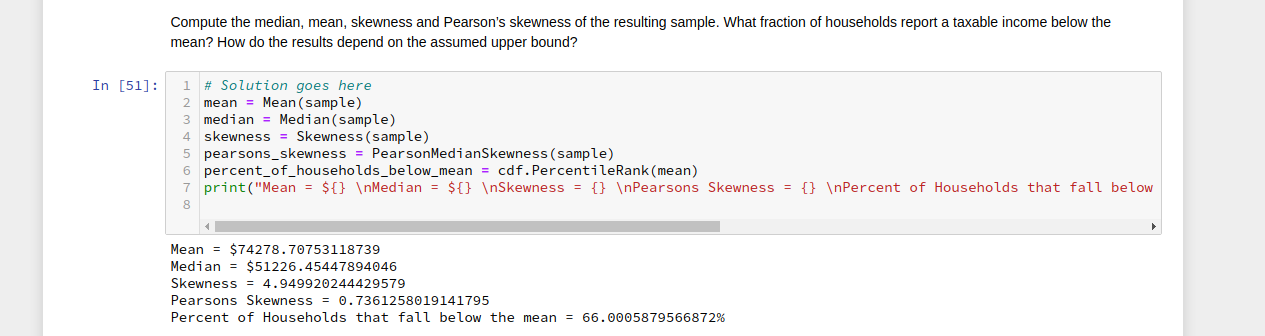 Compute the median, mean, skewness and Pearson's skewness of the resulting sample. What fraction of households report a taxable income below the
mean? How do the results depend on the assumed upper bound?
In [51]:
1 # Solution goes here
2 mean = Mean(sample)
3 median = Median(sample)
4 skewness = Skewness(sample)
5 pearsons_skewness = PearsonMedianSkewness(sample)
6 percent_of_households_below_mean = cdf.PercentileRank(mean)
7 print("Mean = ${} \nMedian = ${} \nSkewness = {} \nPearsons Skewness = {} \nPercent of Households that fall below
8
Mean = $74278.70753118739
Median = $51226.45447894046
Skewness = 4.949920244429579
Pearsons Skewness = 0.7361258019141795
Percent of Households that fall below the mean = 66.0005879566872%